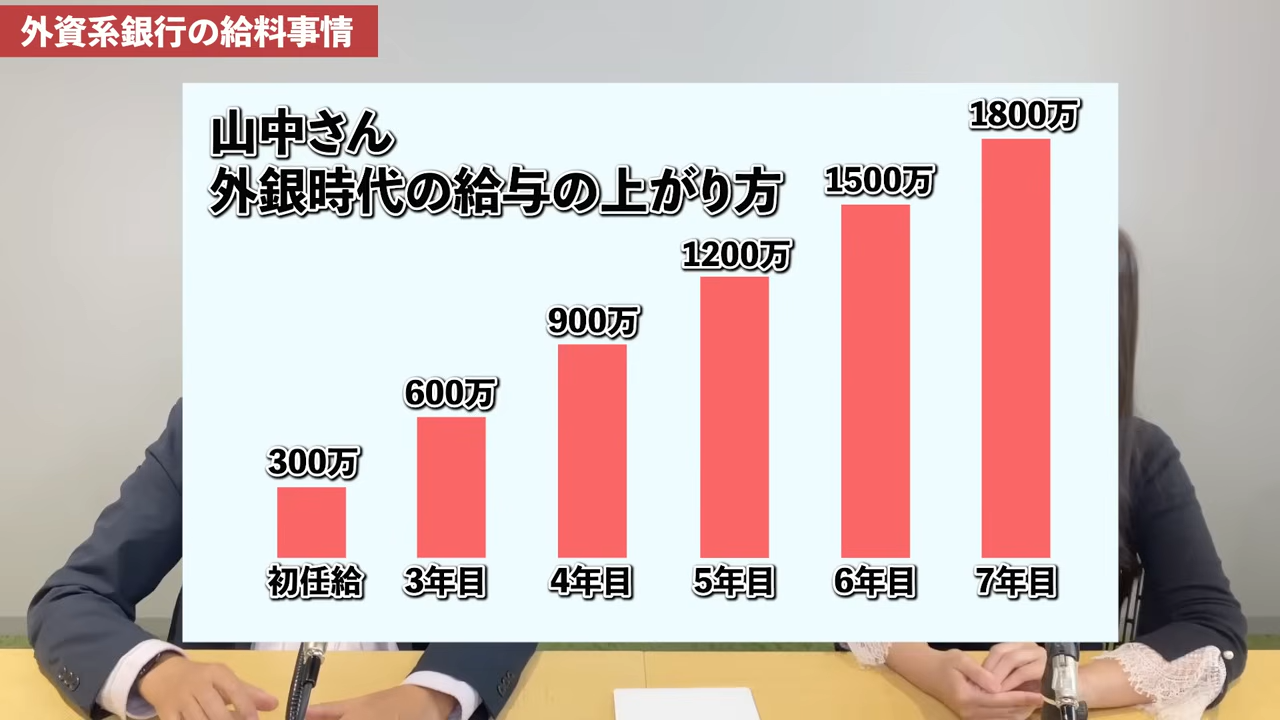 外資系銀行の給料事情
山中さん
外銀時代の給与の上がり方
300万
600万
900万
1200万
1500万
1800万
初任給
3年目
4年目
5年目
6年目
7年目